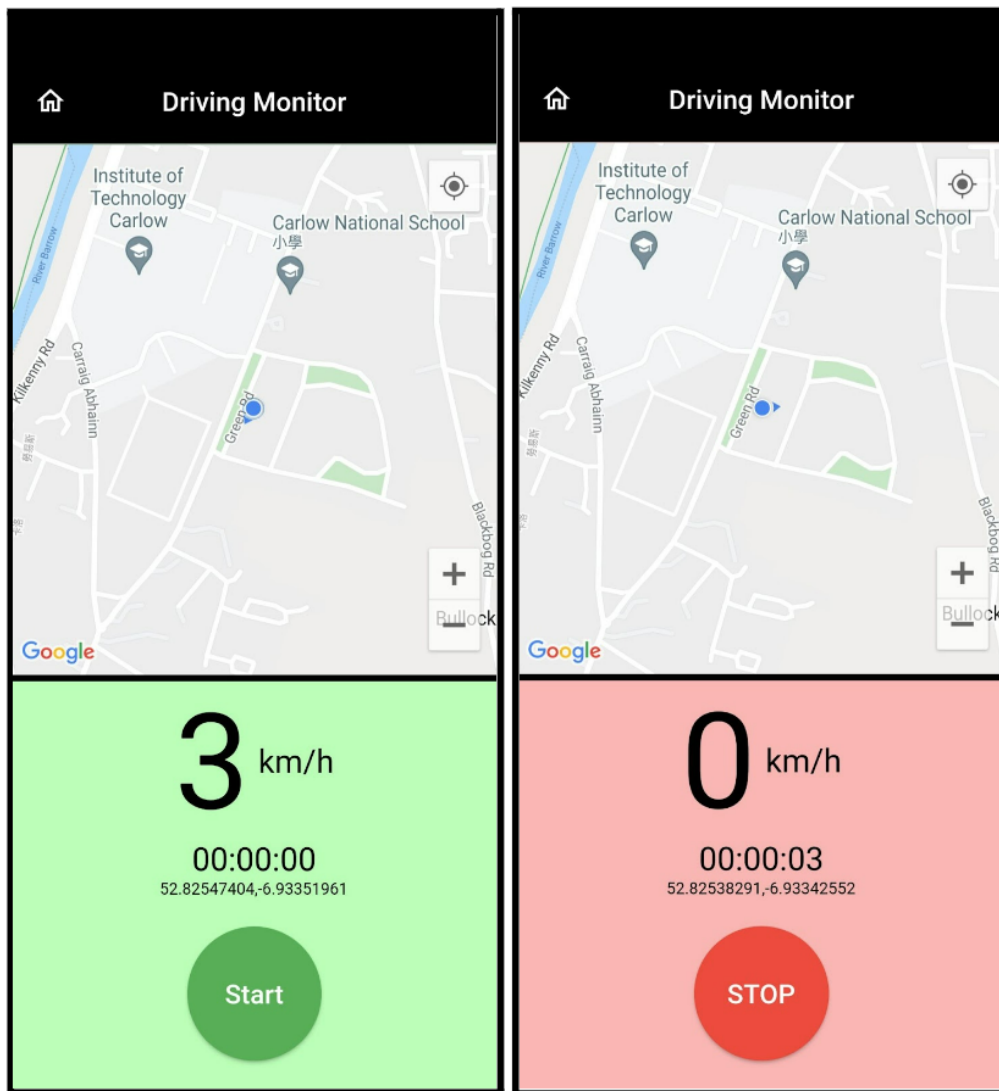 Driving Monitor
Institute of
Technology
Carlow
Carlow National School
小學
River Barrow
Kilkenny Rd
Carraig Abhainn
Green Rd
Blackbog Rd
Bullock
Google
3 km/h
00:00:00
52.82547404,-6.93351961
Start
Driving Monitor
Institute of
Technology
Carlow
Carlow National School
小學
River Barrow
Kilkenny Rd
Carraig Abhainn
Green Rd
Blackbog Rd
Bullock
Google
0 km/h
00:00:03
52.82538291,-6.93342552
STOP